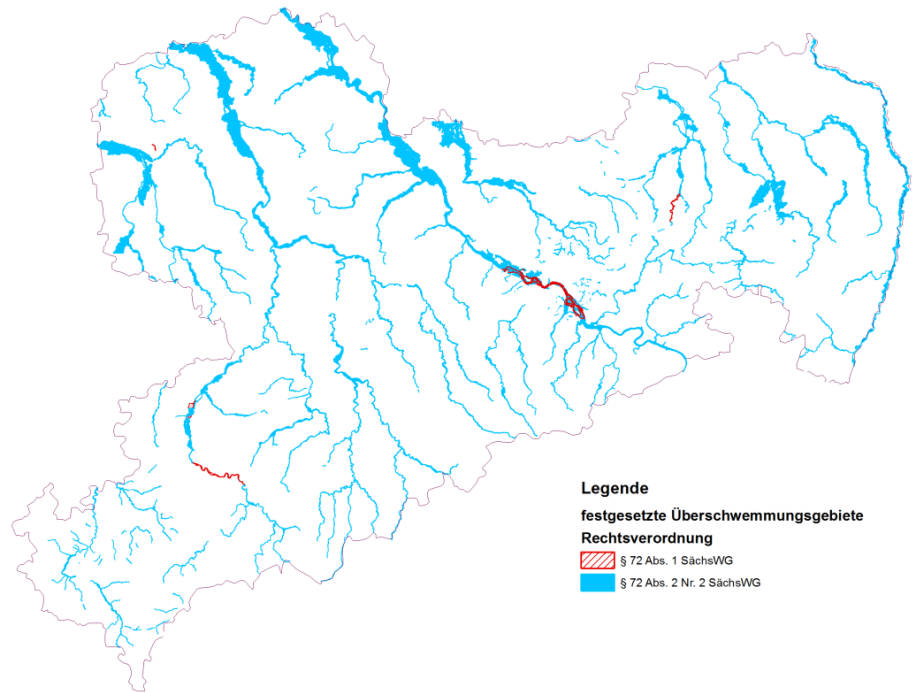 Legende
festgesetzte Überschwemmungsgebiete
Rechtsverordnung
§ 72 Abs. 1 SächsWG
§ 72 Abs. 2 Nr. 2 SächsWG